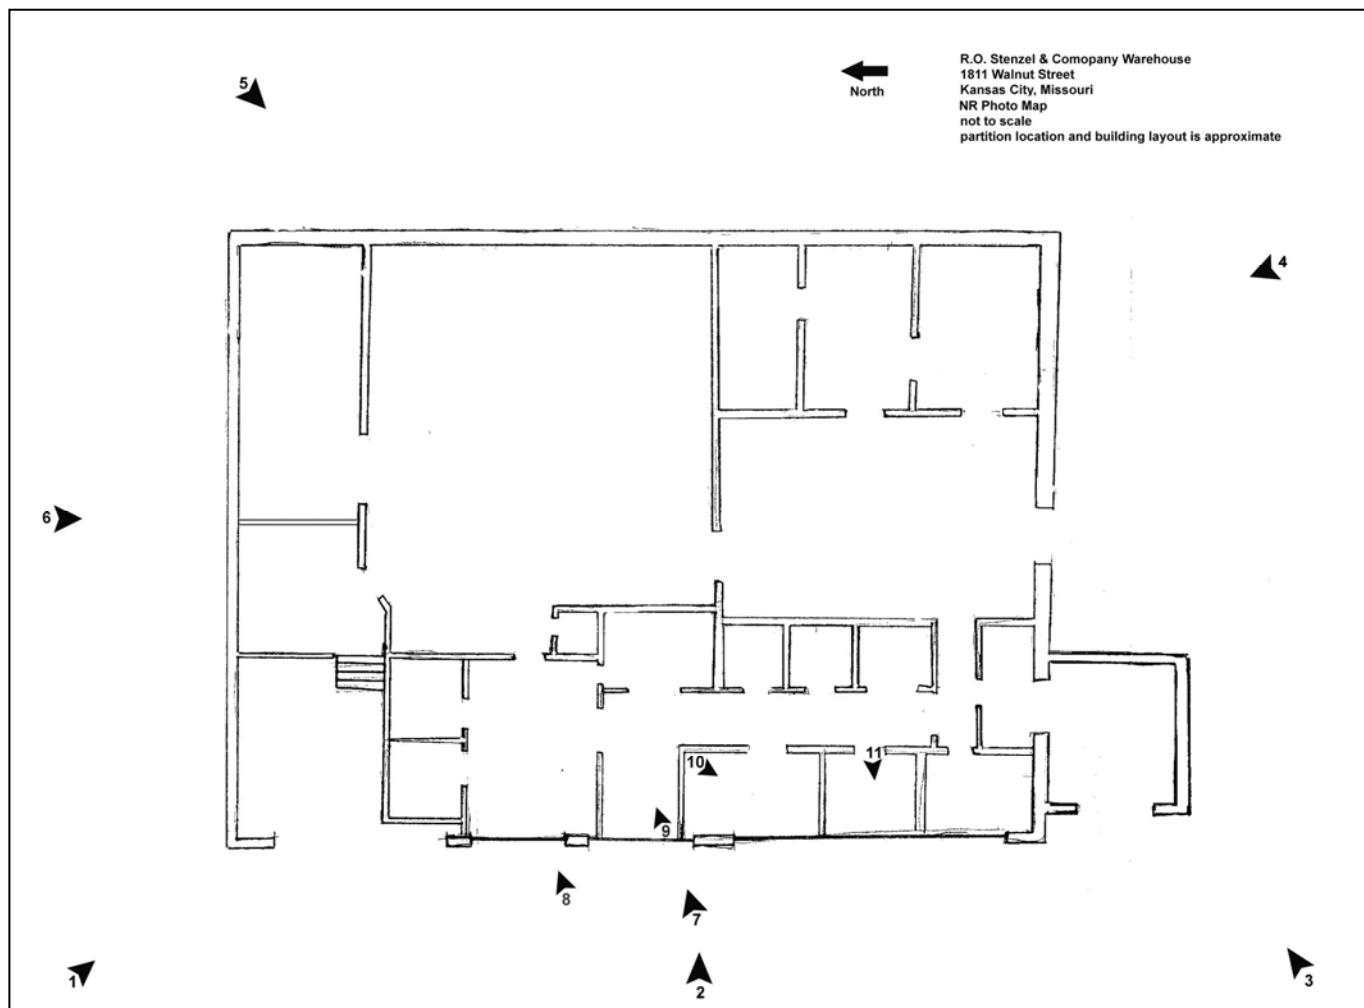 R.O. Stenzel & Comopany Warehouse
1811 Walnut Street
Kansas City, Missouri
NR Photo Map
not to scale
partition location and building layout is approximate
North
5
4
6
11
10
9
8
7
1
2
3